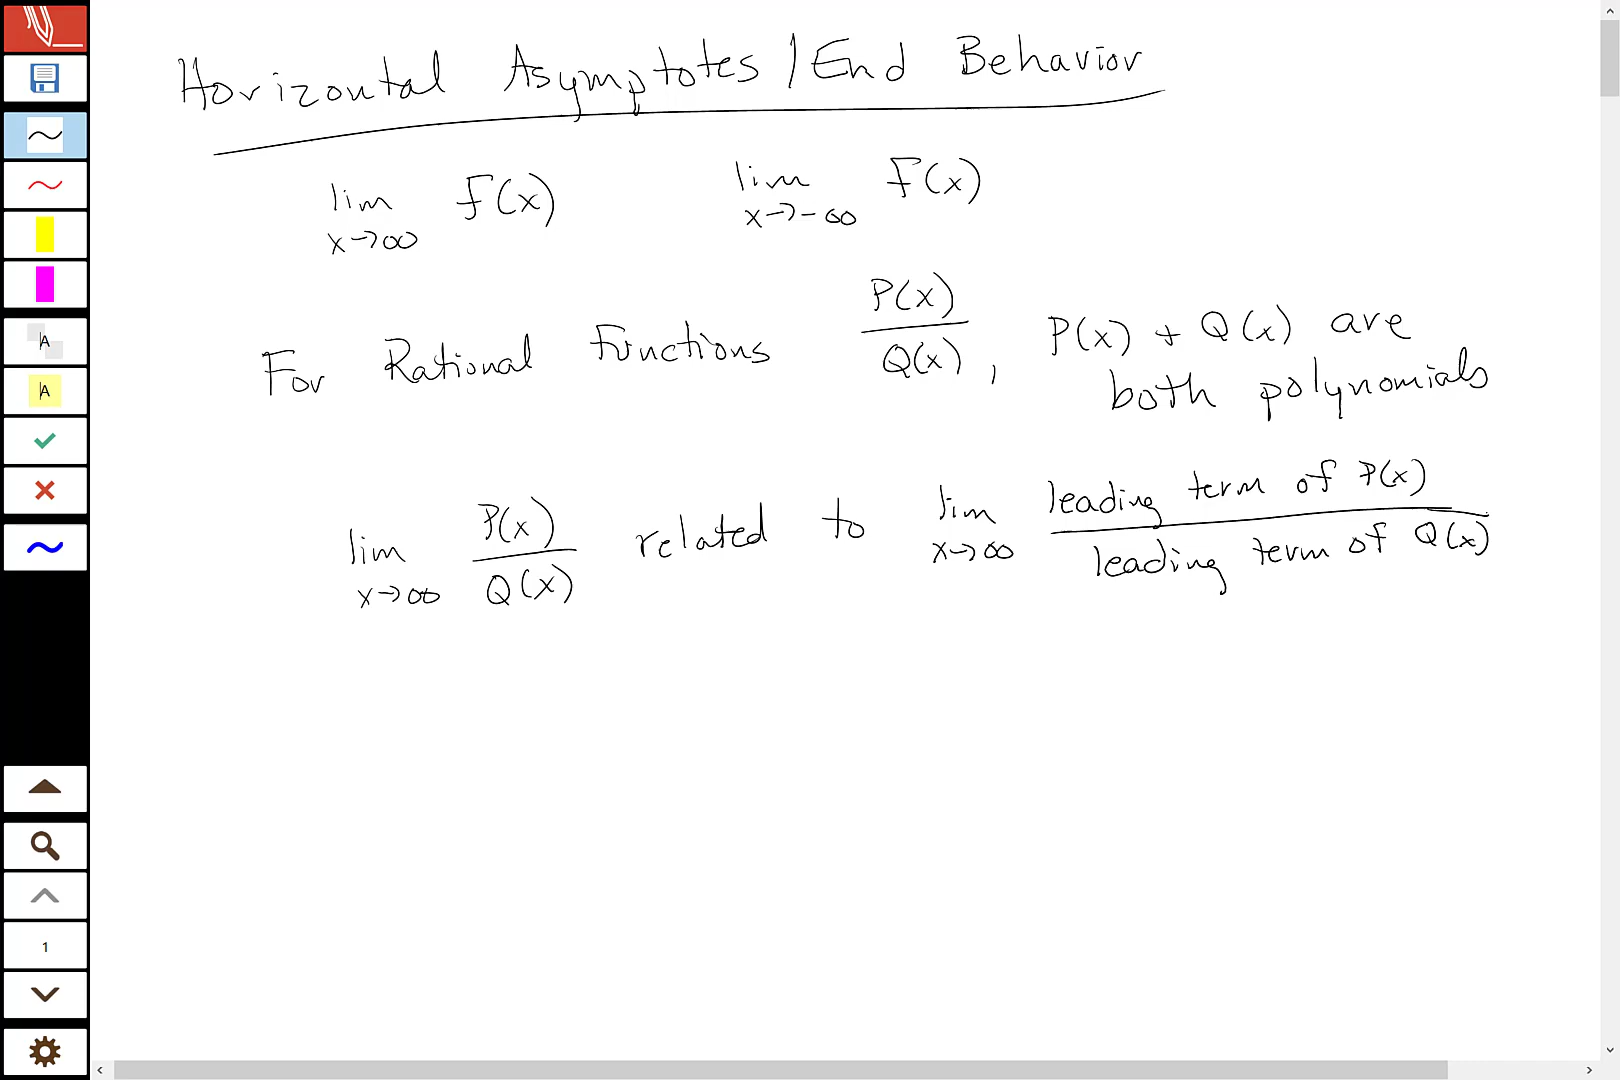 Horizontal Asymptotes / End Behavior
lim x→∞ f(x) lim x→-∞ f(x)
For Rational Functions P(x)/Q(x), P(x) + Q(x) are
both polynomials
lim x→∞ P(x)/Q(x) related to lim x→∞ leading term of P(x)/leading term of Q(x)
A
A
1